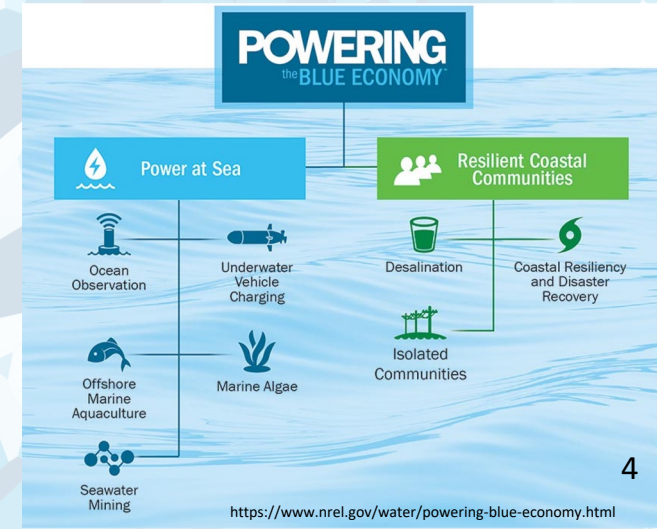 POWERING
the BLUE ECONOMY™
Power at Sea
Resilient Coastal
Communities
Ocean
Observation
Underwater
Vehicle
Charging
Desalination
Coastal Resiliency
and Disaster
Recovery
Offshore
Marine
Aquaculture
Marine Algae
Isolated
Communities
Seawater
Mining
4
https://www.nrel.gov/water/powering-blue-economy.html